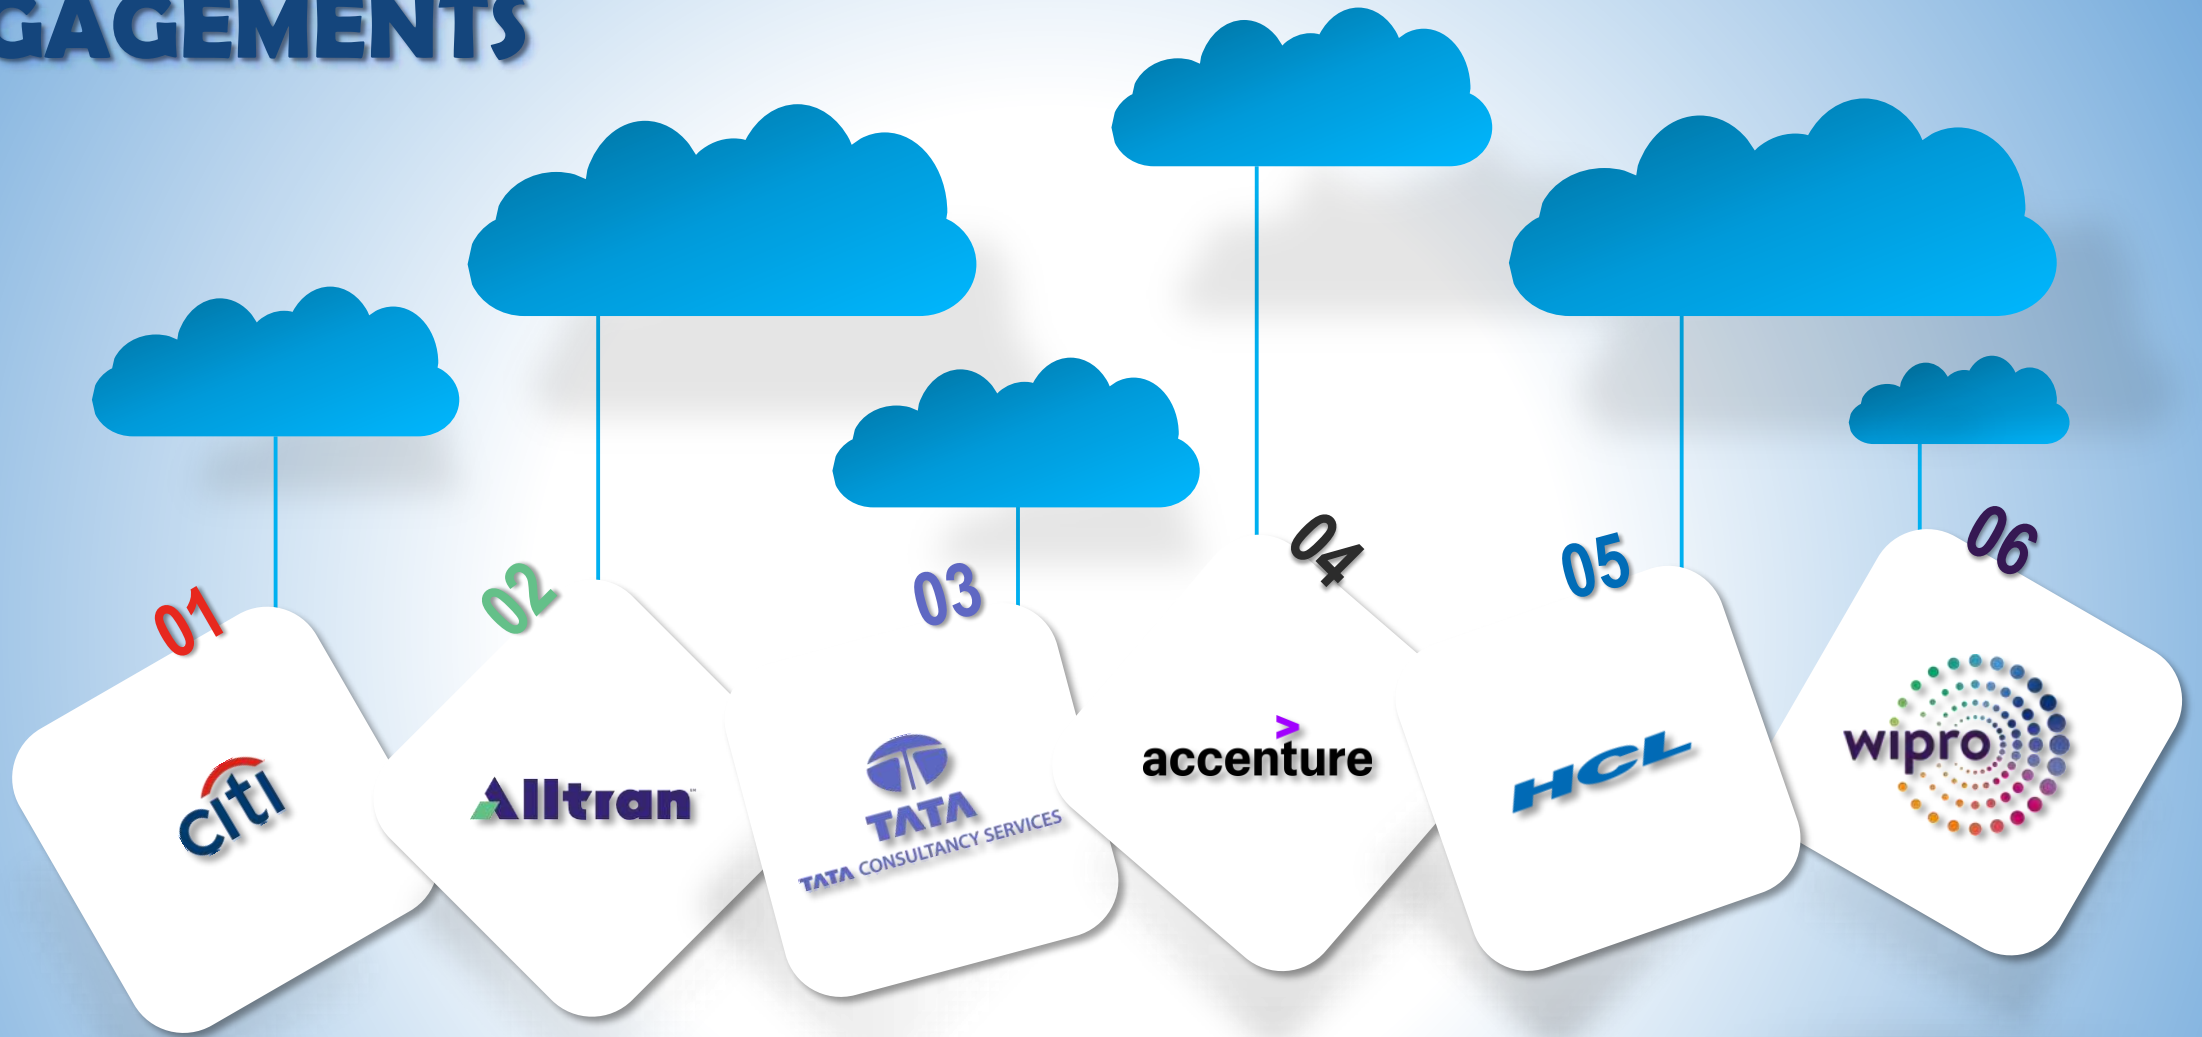 GAGEMENTS
01
citi
02
Alltran
03
TATA
TATA CONSULTANCY SERVICES
04
>
accenture
05
HCL
06
wipro